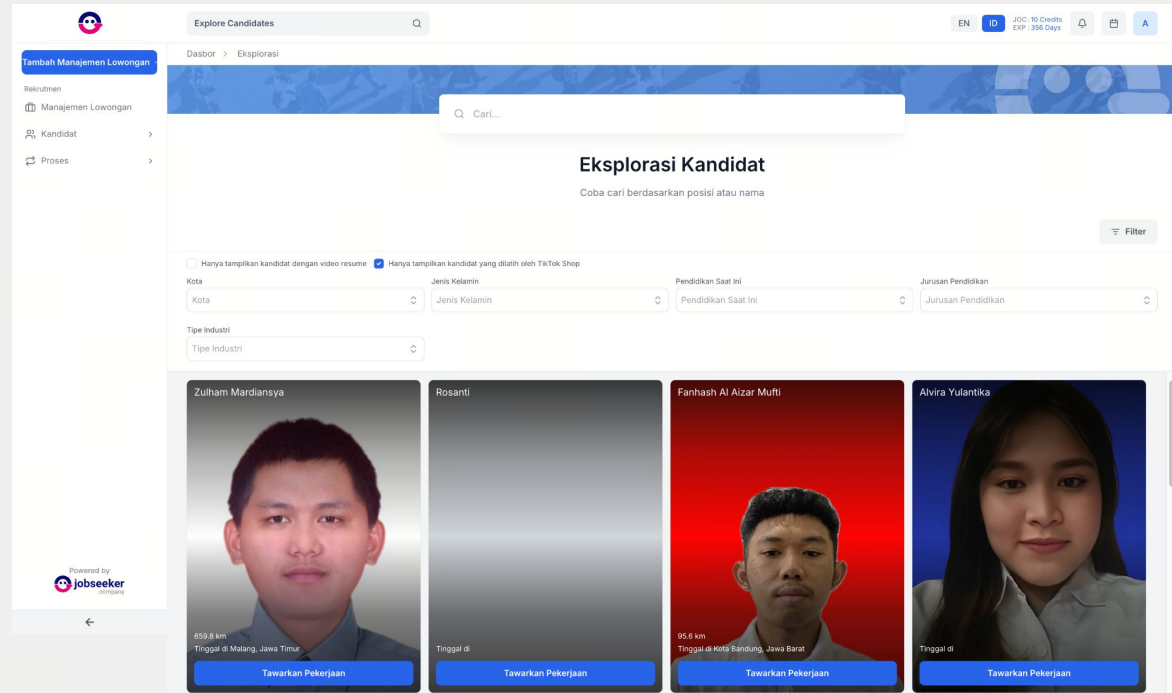 Explore Candidates
EN
ID
JOC : 10 Credits
EXP : 356 Days
A
Tambah Manajemen Lowongan
Rekrutmen
Manajemen Lowongan
Kandidat
Proses
Powered by
jobseeker
.company
Dasbor > Eksplorasi
Cari...
Eksplorasi Kandidat
Coba cari berdasarkan posisi atau nama
Filter
Hanya tampilkan kandidat dengan video resume
Hanya tampilkan kandidat yang dilatih oleh TikTok Shop
Kota
Jenis Kelamin
Pendidikan Saat Ini
Jurusan Pendidikan
Kota
Jenis Kelamin
Pendidikan Saat Ini
Jurusan Pendidikan
Tipe Industri
Tipe Industri
Zulham Mardiansya
659.8 km
Tinggal di Malang, Jawa Timur
Tawarkan Pekerjaan
Rosanti
Tinggal di
Tawarkan Pekerjaan
Fanhash Al Aizar Mufti
95.6 km
Tinggal di Kota Bandung, Jawa Barat
Tawarkan Pekerjaan
Alvira Yulantika
Tinggal di
Tawarkan Pekerjaan